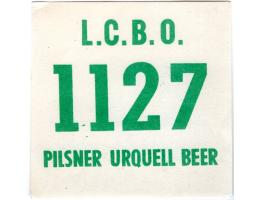 L.C.B.O.
1127
PILSNER URQUELL BEER